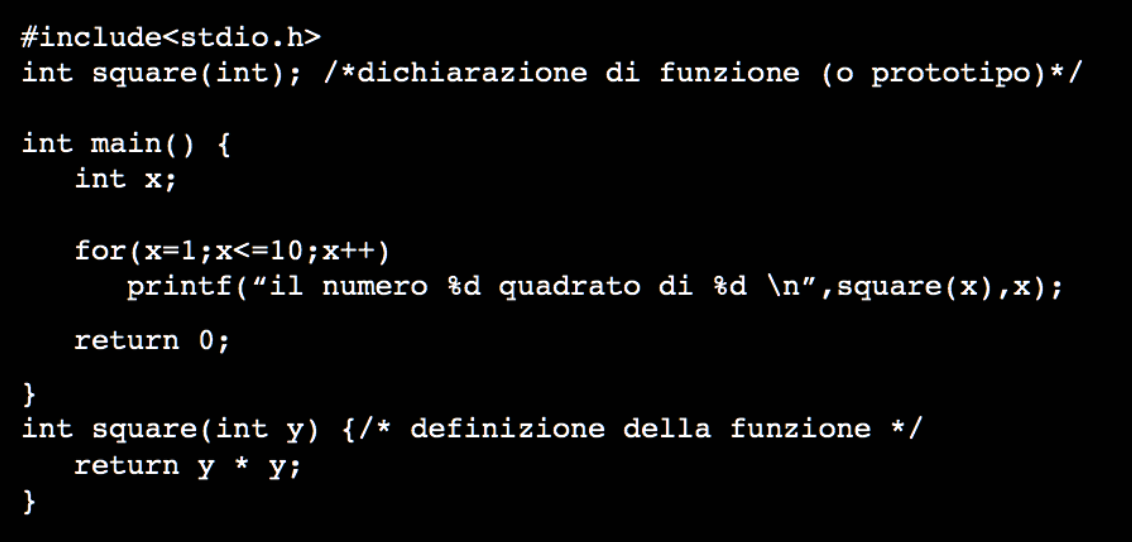 #include<stdio.h>
int square(int); /*dichiarazione di funzione (o prototipo)*/
int main() {
int x;
for(x=1;x<=10;x++)
printf(“il numero %d quadrato di %d \n”,square(x),x);
return 0;
}
int square(int y) {/* definizione della funzione */
return y * y;
}